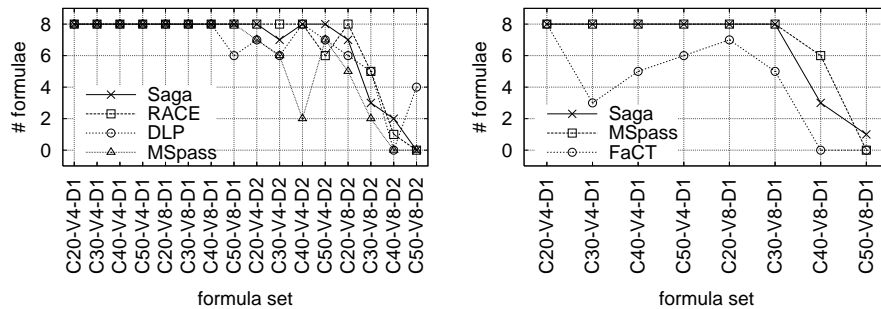 8
6
4
2
0
# formulae
Saga
RACE
DLP
MSpass
C20-V4-D1
C30-V4-D1
C40-V4-D1
C50-V4-D1
C20-V8-D1
C30-V8-D1
C40-V8-D1
C50-V8-D1
C20-V4-D2
C30-V4-D2
C40-V4-D2
C50-V4-D2
C20-V8-D2
C30-V8-D2
C40-V8-D2
C50-V8-D2
formula set
8
6
4
2
0
# formulae
Saga
MSpass
FaCT
C20-V4-D1
C30-V4-D1
C40-V4-D1
C50-V4-D1
C20-V8-D1
C30-V8-D1
C40-V8-D1
C50-V8-D1
formula set